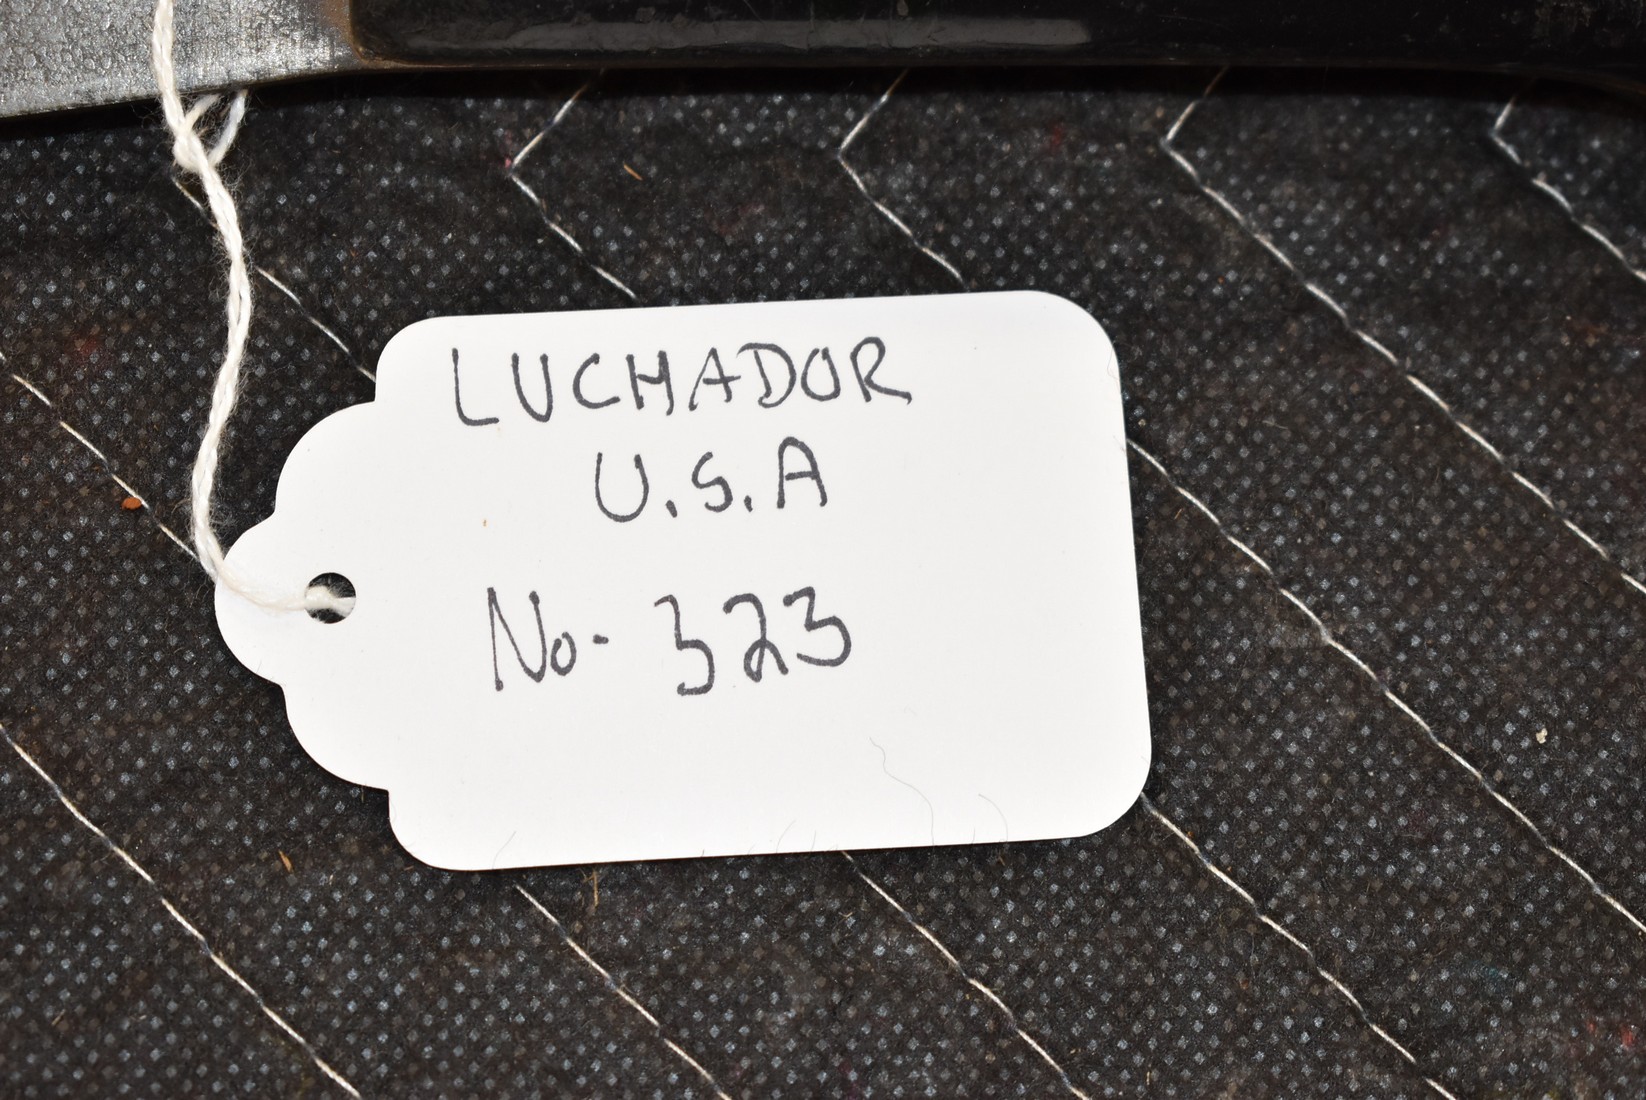 LUCHADOR
U.S.A
No- 323